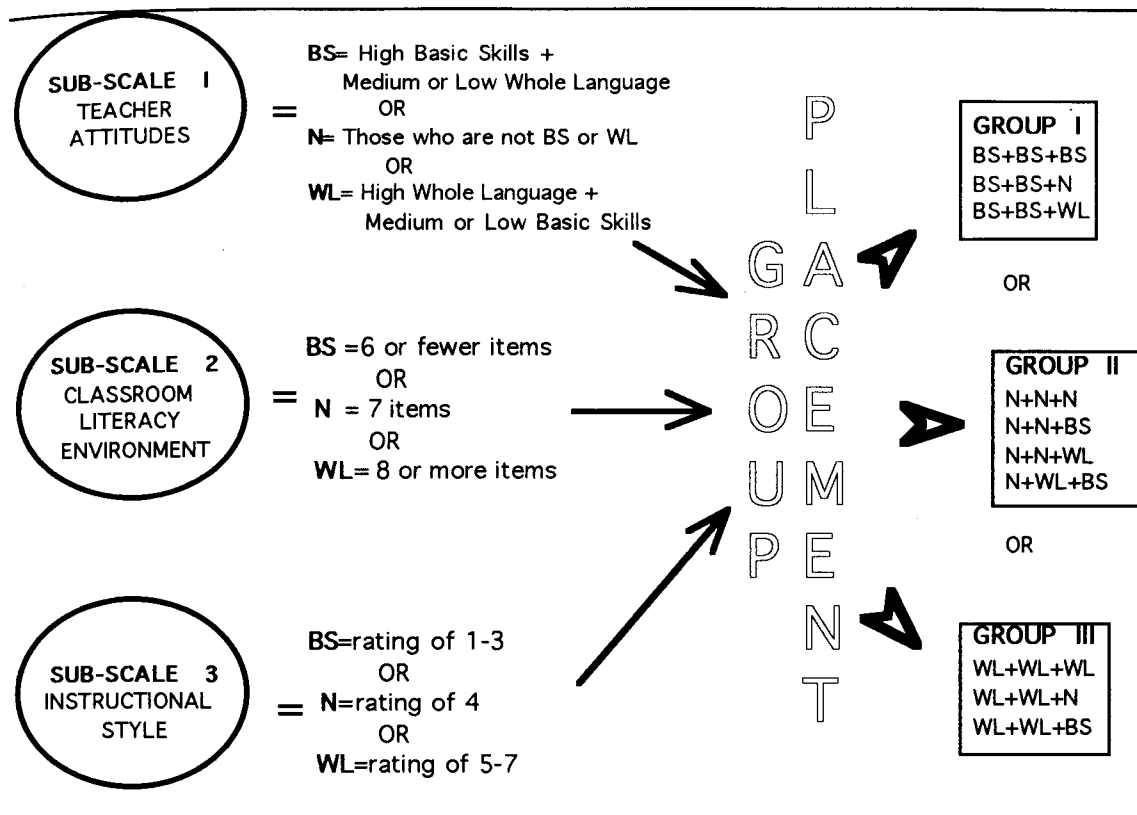 SUB-SCALE I
TEACHER
ATTITUDES
=
BS= High Basic Skills +
Medium or Low Whole Language
OR
N= Those who are not BS or WL
OR
WL= High Whole Language +
Medium or Low Basic Skills
SUB-SCALE 2
CLASSROOM
LITERACY
ENVIRONMENT
=
BS =6 or fewer items
OR
N = 7 items
OR
WL= 8 or more items
SUB-SCALE 3
INSTRUCTIONAL
STYLE
=
BS=rating of 1-3
OR
N=rating of 4
OR
WL=rating of 5-7
GROUP
PLACEMENT
GROUP I
BS+BS+BS
BS+BS+N
BS+BS+WL
OR
GROUP II
N+N+N
N+N+BS
N+N+WL
N+WL+BS
OR
GROUP III
WL+WL+WL
WL+WL+N
WL+WL+BS